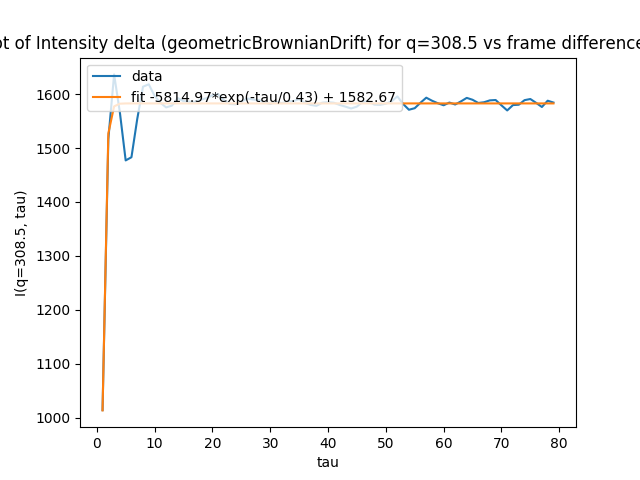 ot of Intensity delta (geometricBrownianDrift) for q=308.5 vs frame difference
data
fit -5814.97*exp(-tau/0.43) + 1582.67
I(q=308.5, tau)
1600
1500
1400
1300
1200
1100
1000
0 10 20 30 40 50 60 70 80
tau